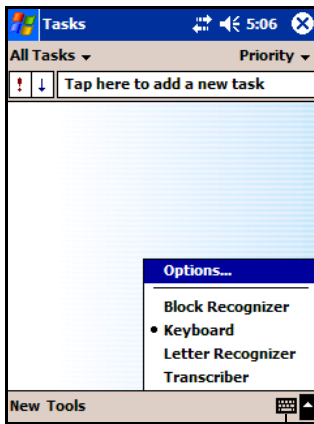 Tasks 5:06
All Tasks Priority
! ↓ Tap here to add a new task
Options...
Block Recognizer
• Keyboard
Letter Recognizer
Transcriber
New Tools